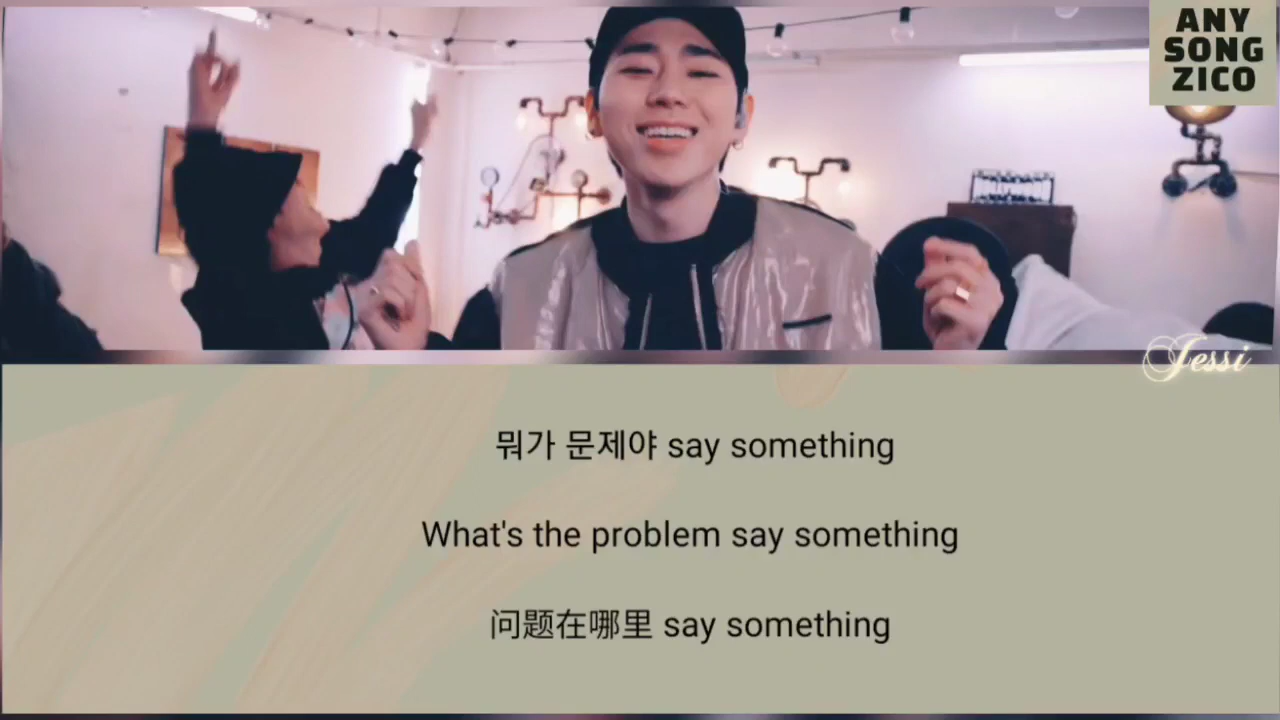 ANY
SONG
ZICO
Jessi
뭐가 문제야 say something
What's the problem say something
问题在哪里 say something